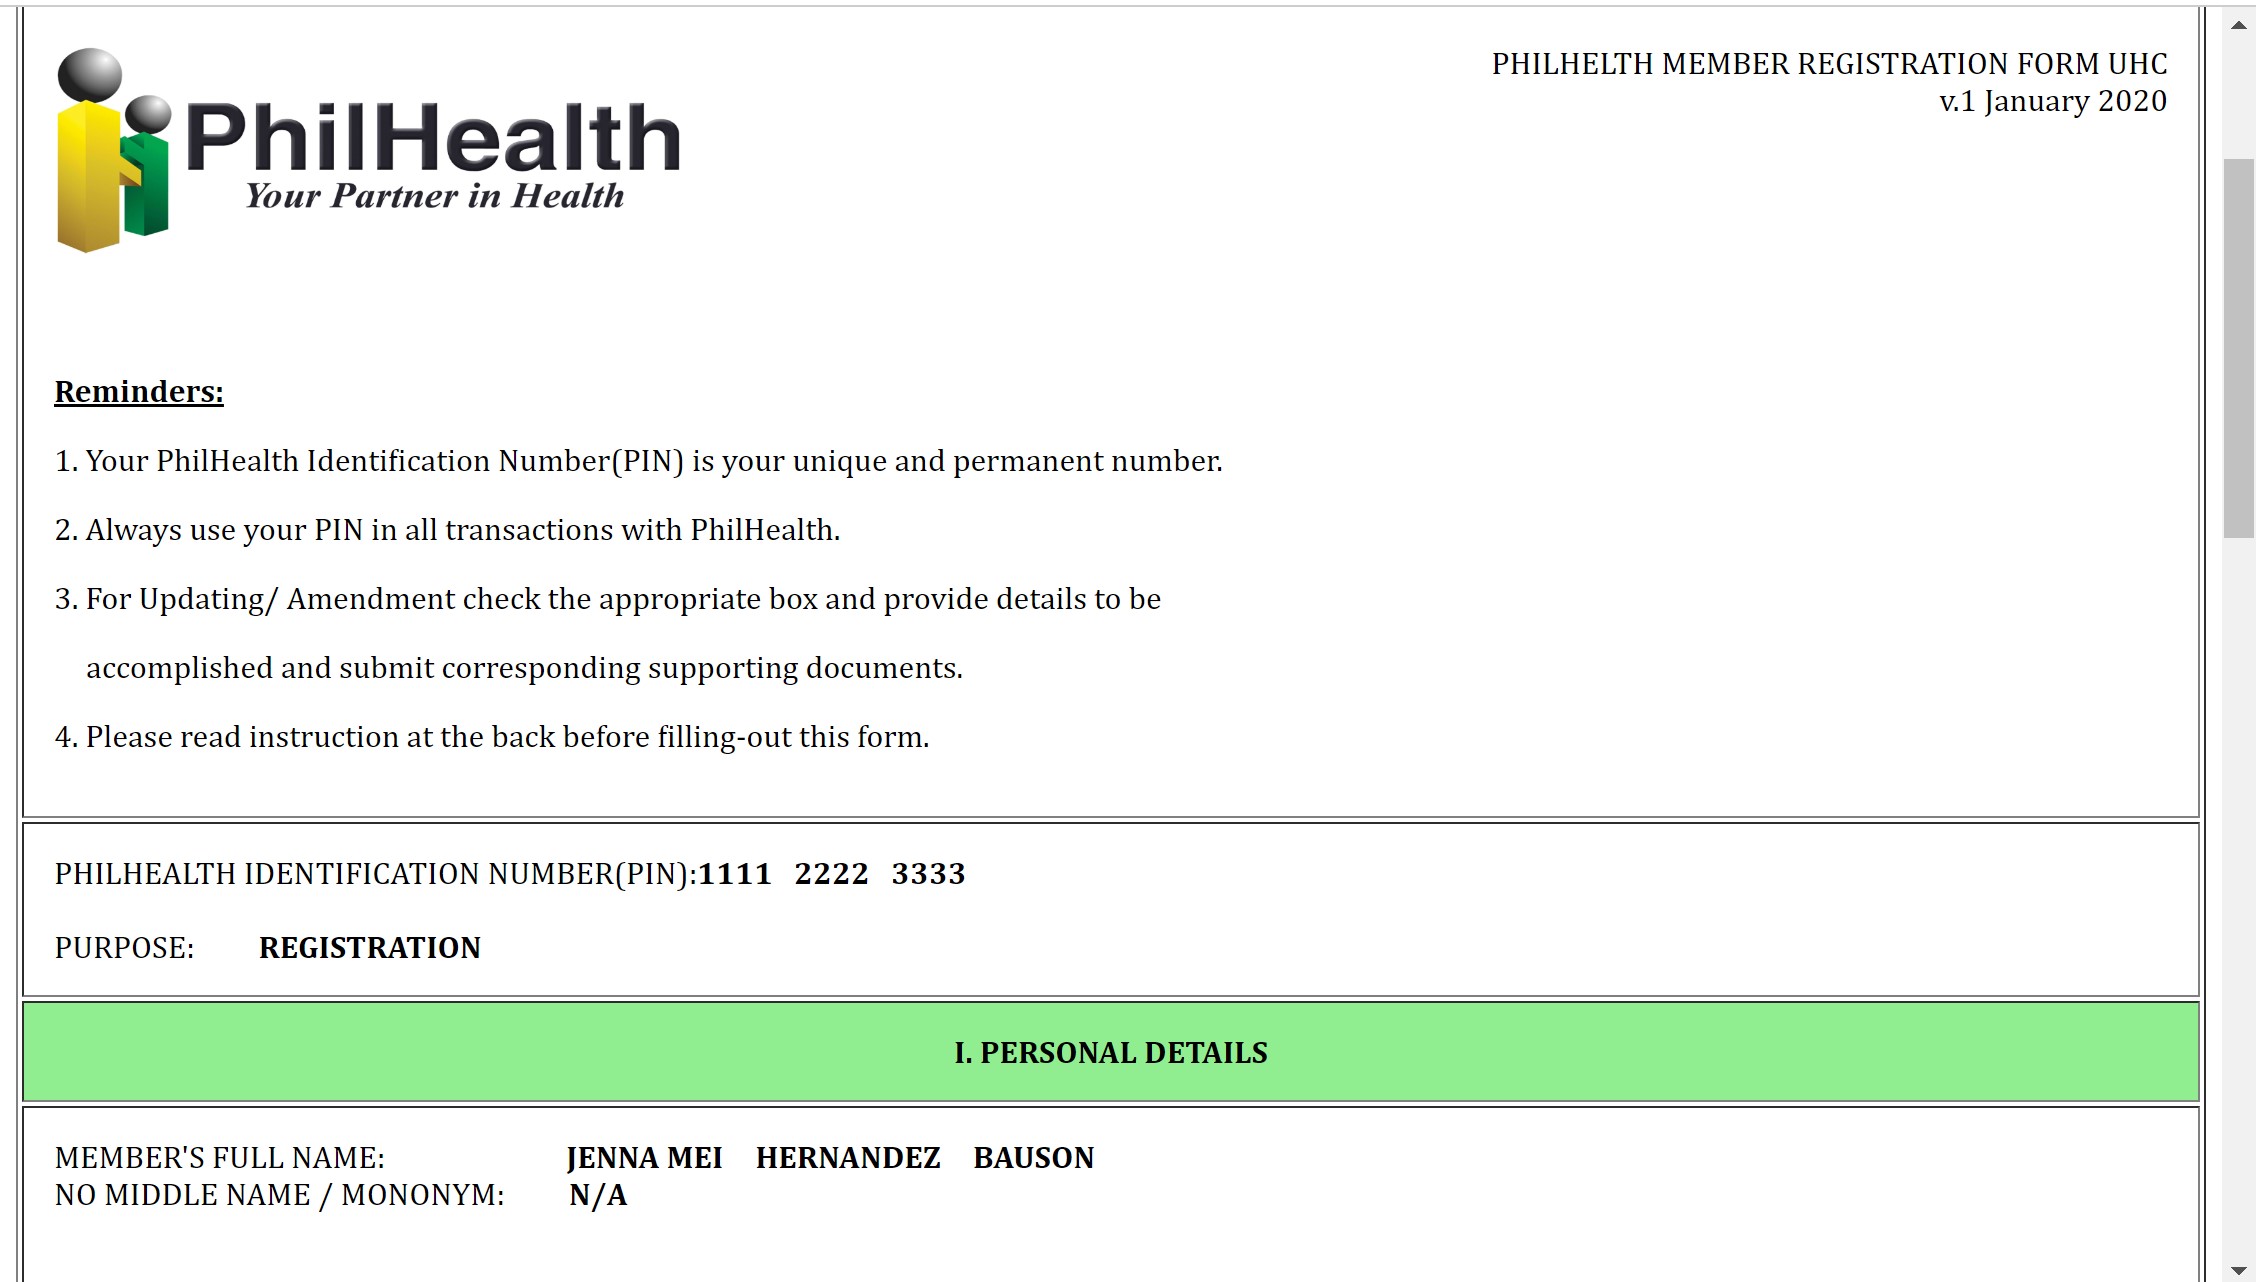 PhilHealth
Your Partner in Health
PHILHELTH MEMBER REGISTRATION FORM UHC
v.1 January 2020
Reminders:
1. Your PhilHealth Identification Number(PIN) is your unique and permanent number.
2. Always use your PIN in all transactions with PhilHealth.
3. For Updating/ Amendment check the appropriate box and provide details to be
accomplished and submit corresponding supporting documents.
4. Please read instruction at the back before filling-out this form.
PHILHEALTH IDENTIFICATION NUMBER(PIN):1111 2222 3333
PURPOSE: REGISTRATION
I. PERSONAL DETAILS
MEMBER'S FULL NAME: JENNA MEI HERNANDEZ BAUSON
NO MIDDLE NAME / MONONYM: N/A